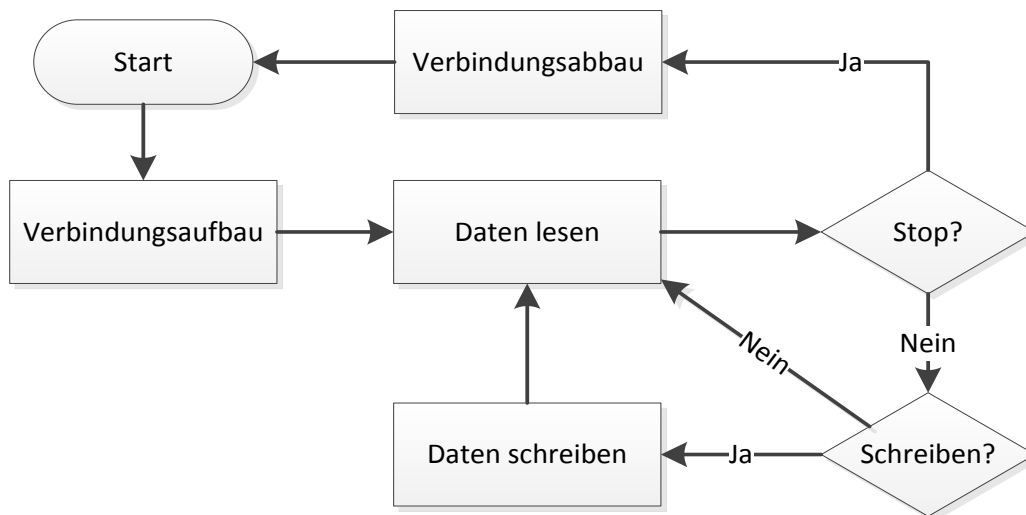 Start
Verbindungsabbau
Ja
Verbindungsaufbau
Daten lesen
Stop?
Nein
Nein
Daten schreiben
Ja
Schreiben?